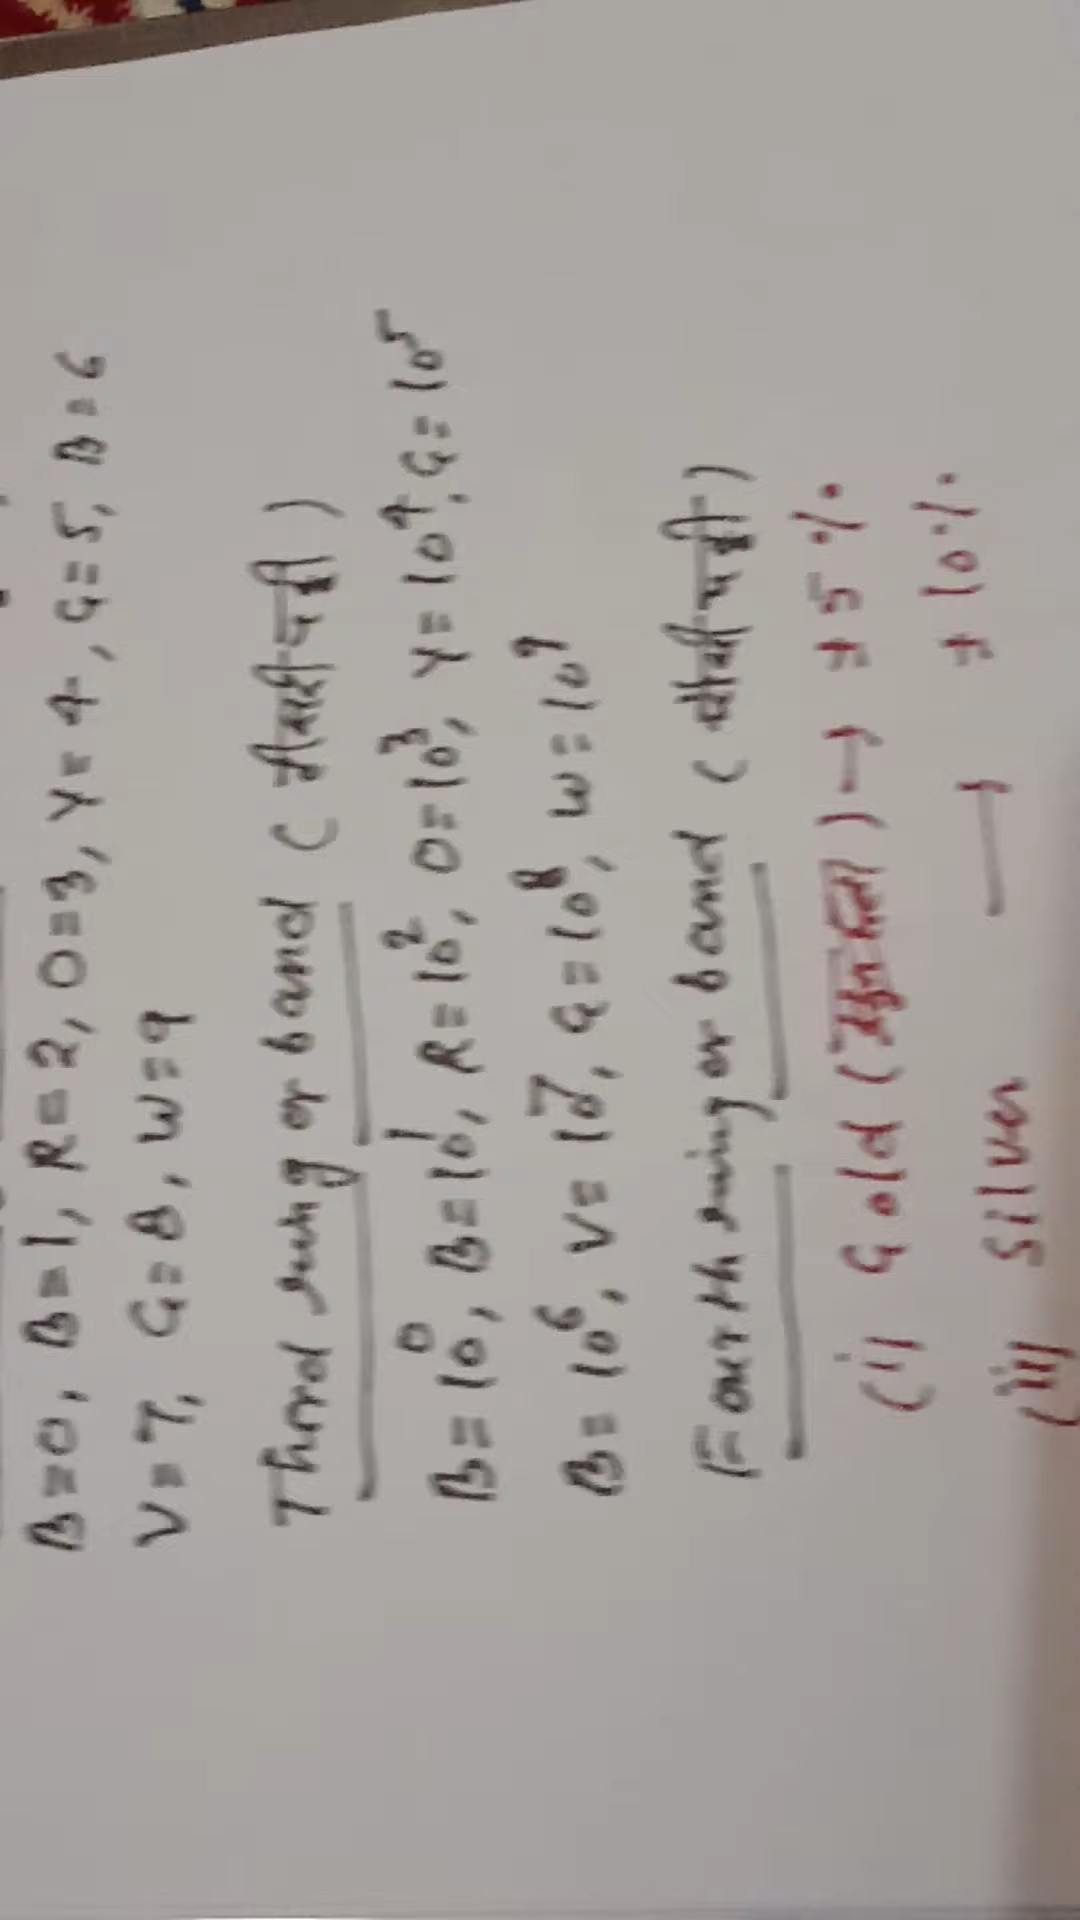 B=0, B=1, R=2, O=3, Y=4, G=5, B=6
V=7, G=8, W=9
Third ring or band (तीसरी पट्टी)
B=10⁰, B=10¹, R=10², O=10³, Y=10⁴, G=10⁵
B=10⁶, V=10⁷, G=10⁸, W=10⁹
Fourth ring or band (चौथी पट्टी)
(i) Gold (सुनहला) → ± 5%
(ii) Silver → ± 10%